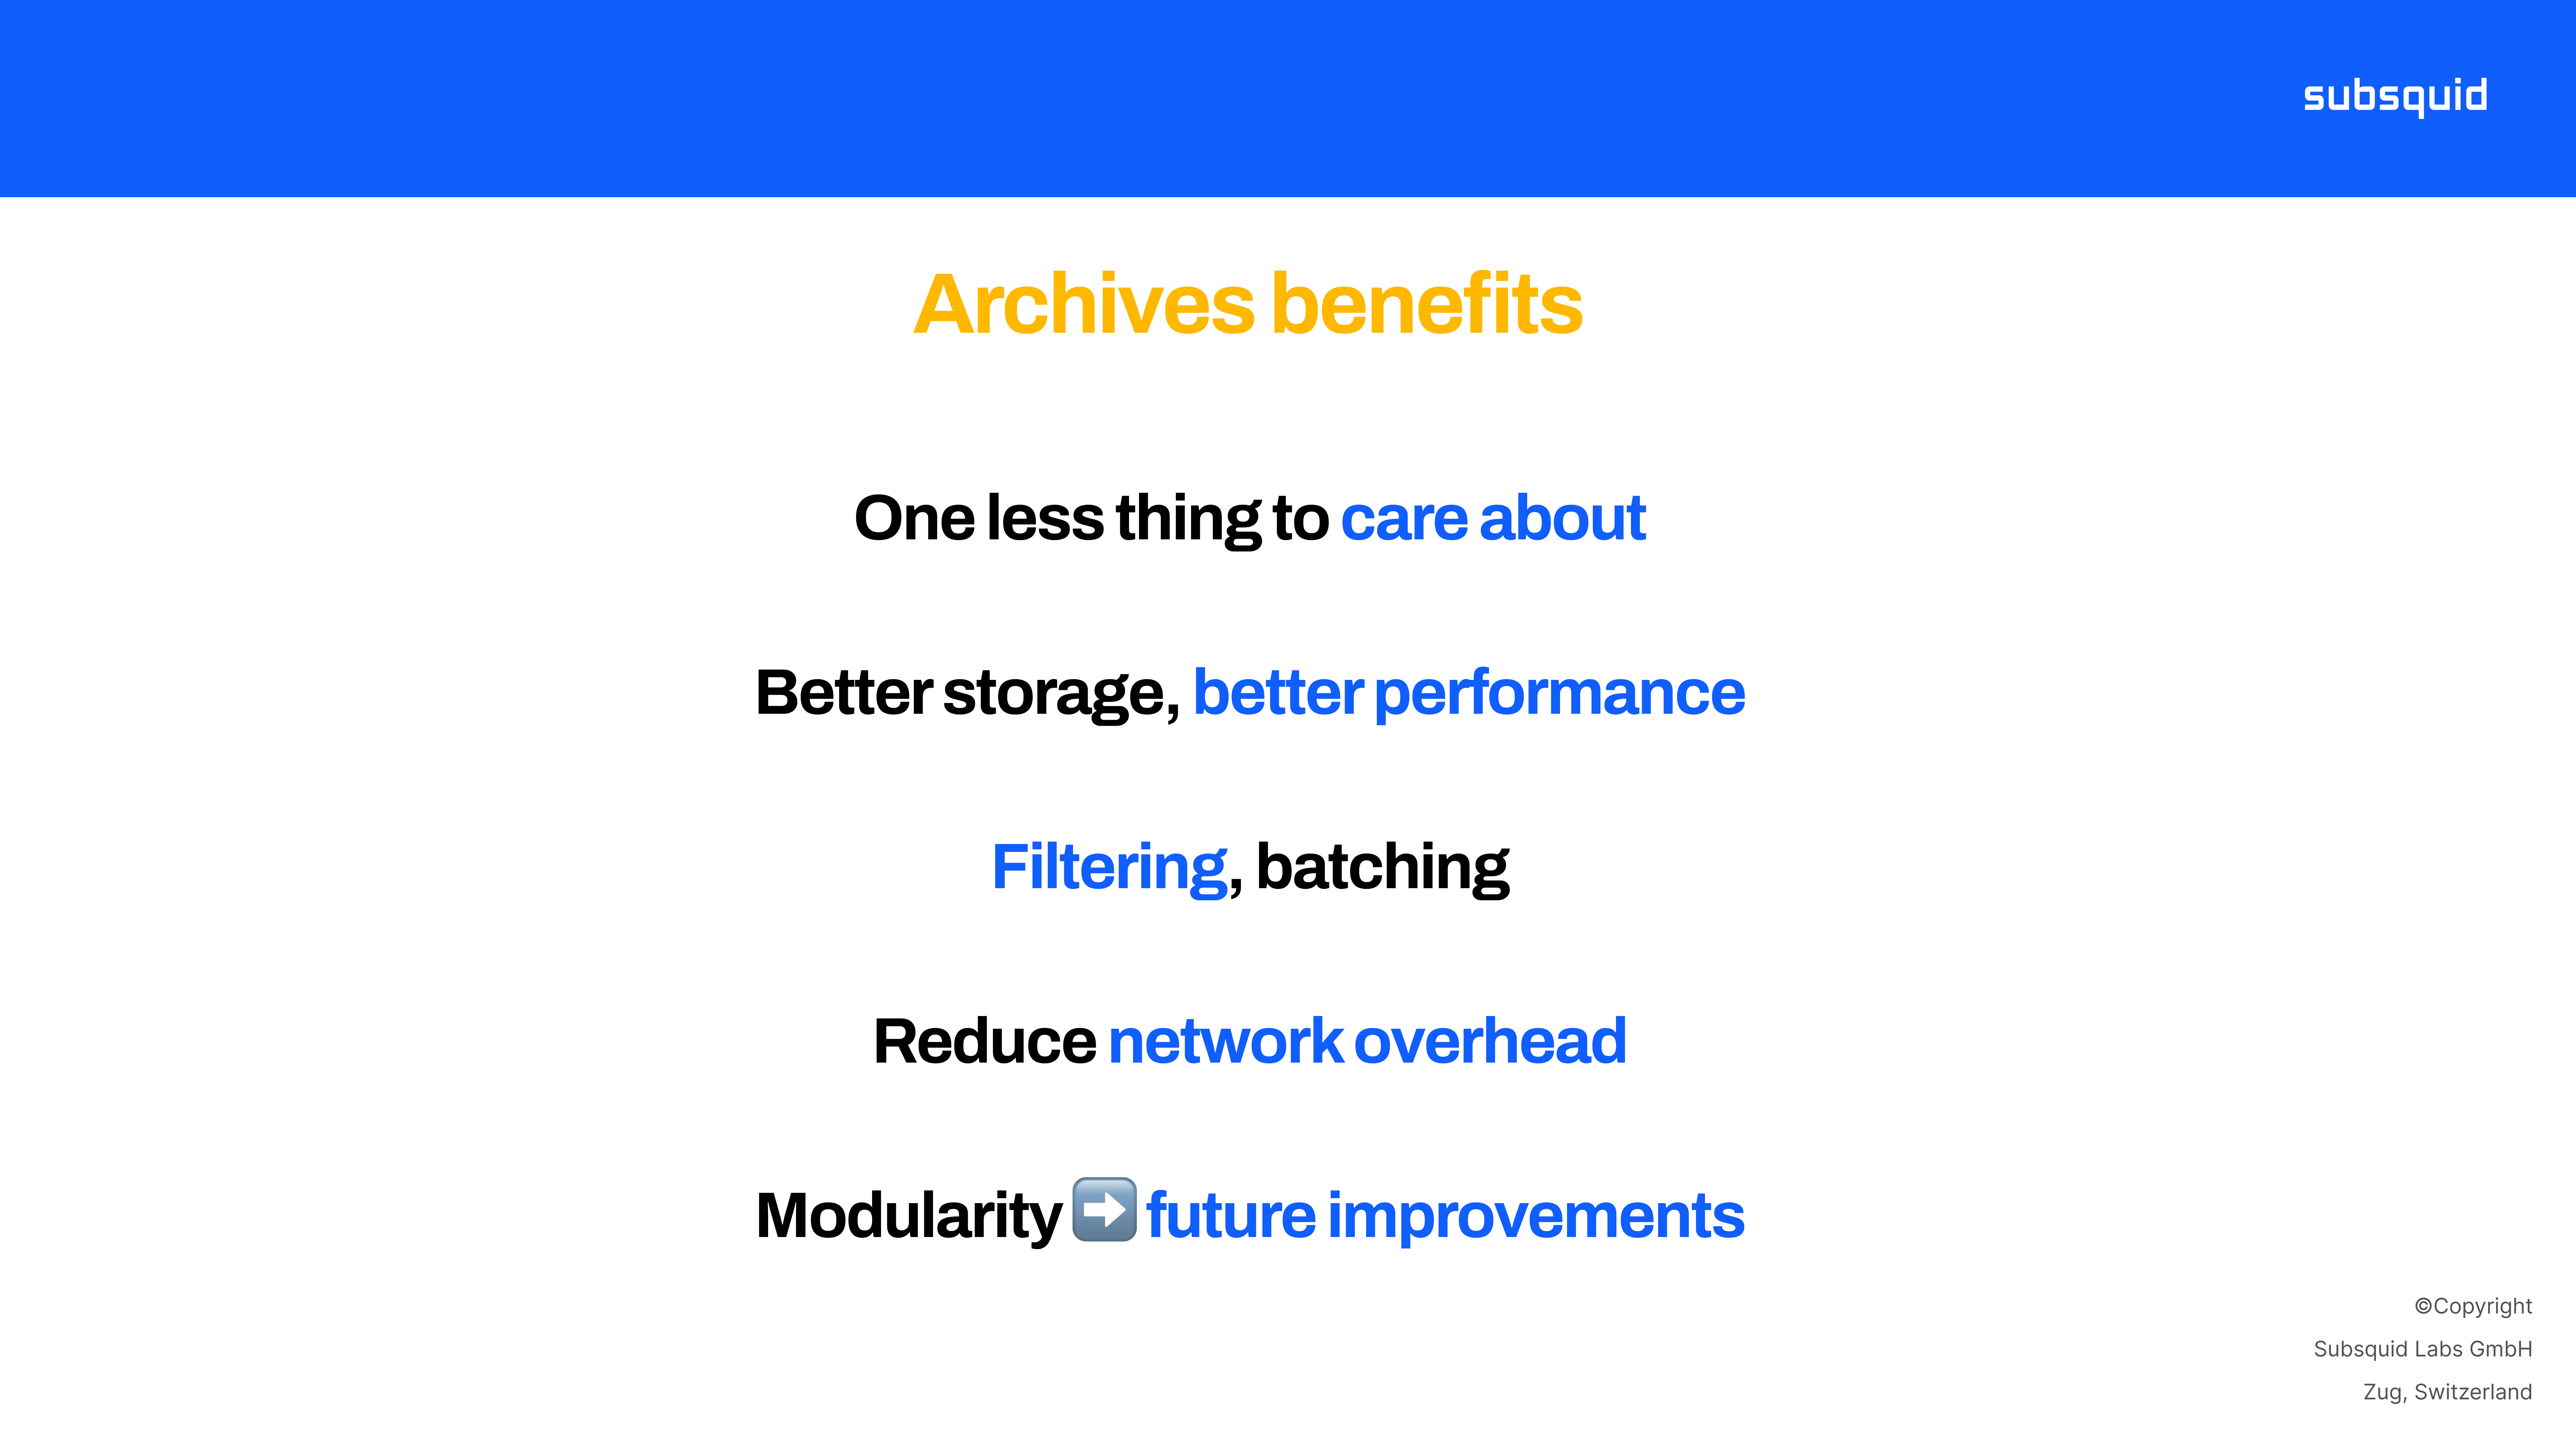 subsquid
Archives benefits
One less thing to care about
Better storage, better performance
Filtering, batching
Reduce network overhead
Modularity ➡️ future improvements
©Copyright
Subsquid Labs GmbH
Zug, Switzerland